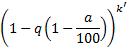 (1 − q(1 − a/100))^k′